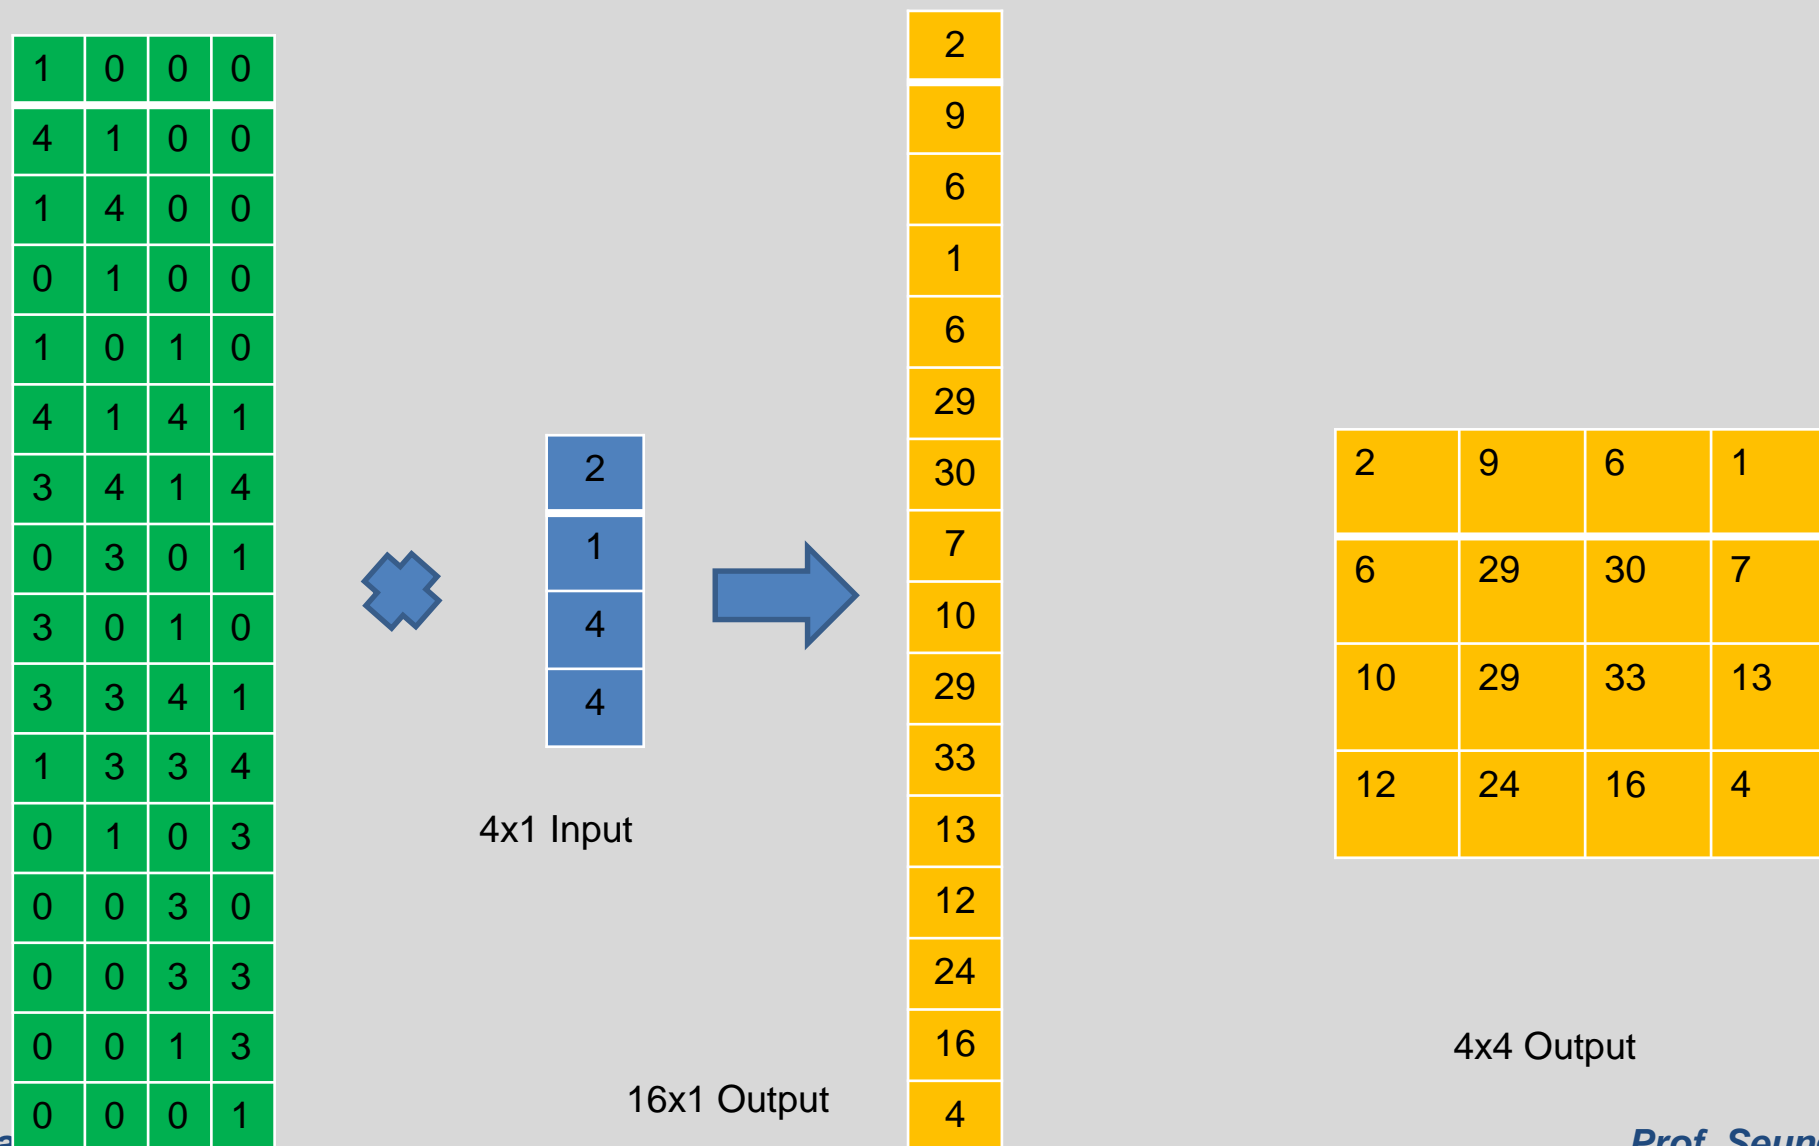 1 0 0 0
4 1 0 0
1 4 0 0
0 1 0 0
1 0 1 0
4 1 4 1
3 4 1 4
0 3 0 1
3 0 1 0
3 3 4 1
1 3 3 4
0 1 0 3
0 0 3 0
0 0 3 3
0 0 1 3
0 0 0 1
2
1
4
4
4x1 Input
2
9
6
1
6
29
30
7
10
29
33
13
12
24
16
4
16x1 Output
2 9 6 1
6 29 30 7
10 29 33 13
12 24 16 4
4x4 Output
Prof.